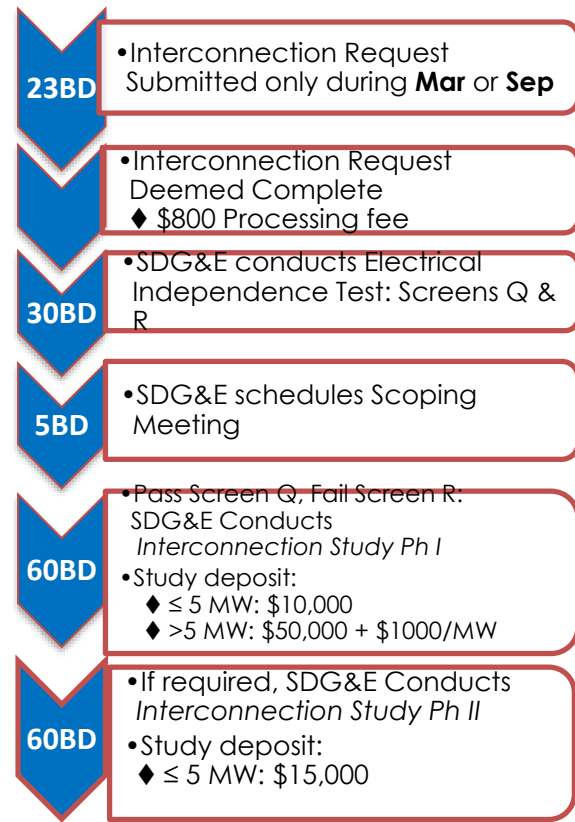 23BD
•Interconnection Request
Submitted only during Mar or Sep
•Interconnection Request
Deemed Complete
♦ $800 Processing fee
30BD
•SDG&E conducts Electrical
Independence Test: Screens Q &
R
5BD
•SDG&E schedules Scoping
Meeting
60BD
•Pass Screen Q, Fail Screen R:
SDG&E Conducts
Interconnection Study Ph I
•Study deposit:
♦ ≤ 5 MW: $10,000
♦ >5 MW: $50,000 + $1000/MW
60BD
•If required, SDG&E Conducts
Interconnection Study Ph II
•Study deposit:
♦ ≤ 5 MW: $15,000